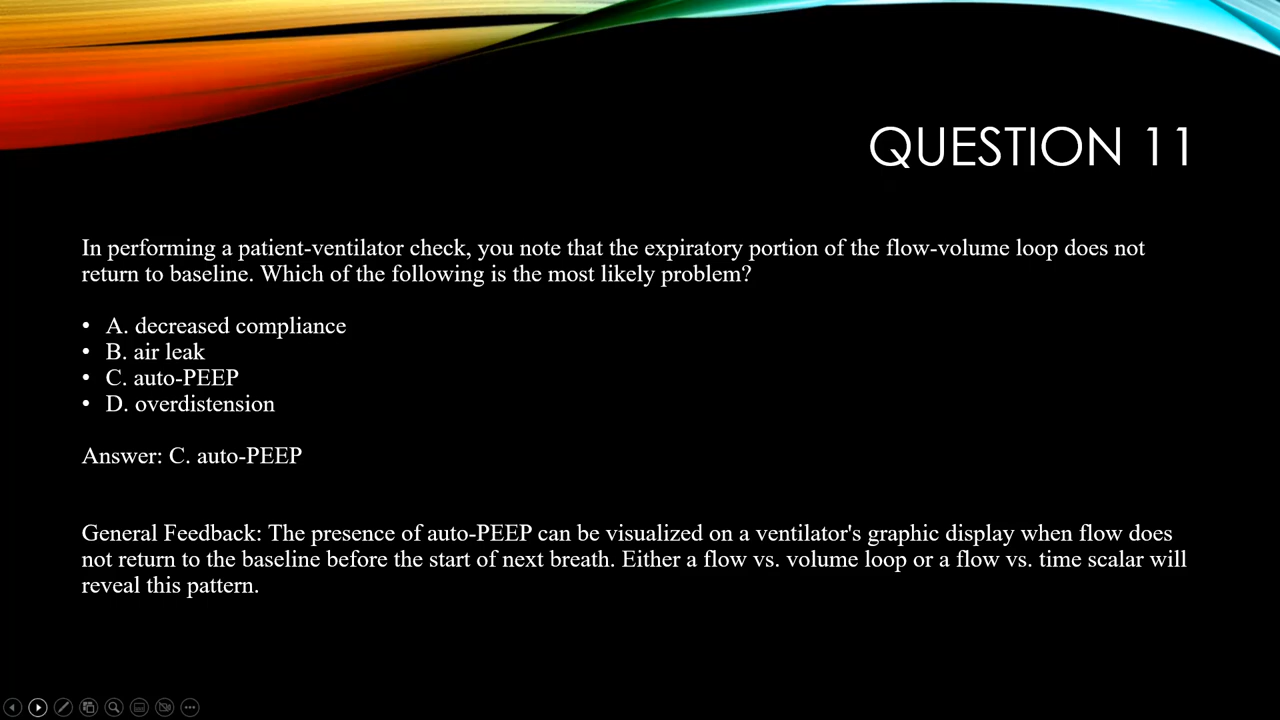 QUESTION 11
In performing a patient-ventilator check, you note that the expiratory portion of the flow-volume loop does not
return to baseline. Which of the following is the most likely problem?
• A. decreased compliance
• B. air leak
• C. auto-PEEP
• D. overdistension
Answer: C. auto-PEEP
General Feedback: The presence of auto-PEEP can be visualized on a ventilator's graphic display when flow does
not return to the baseline before the start of next breath. Either a flow vs. volume loop or a flow vs. time scalar will
reveal this pattern.